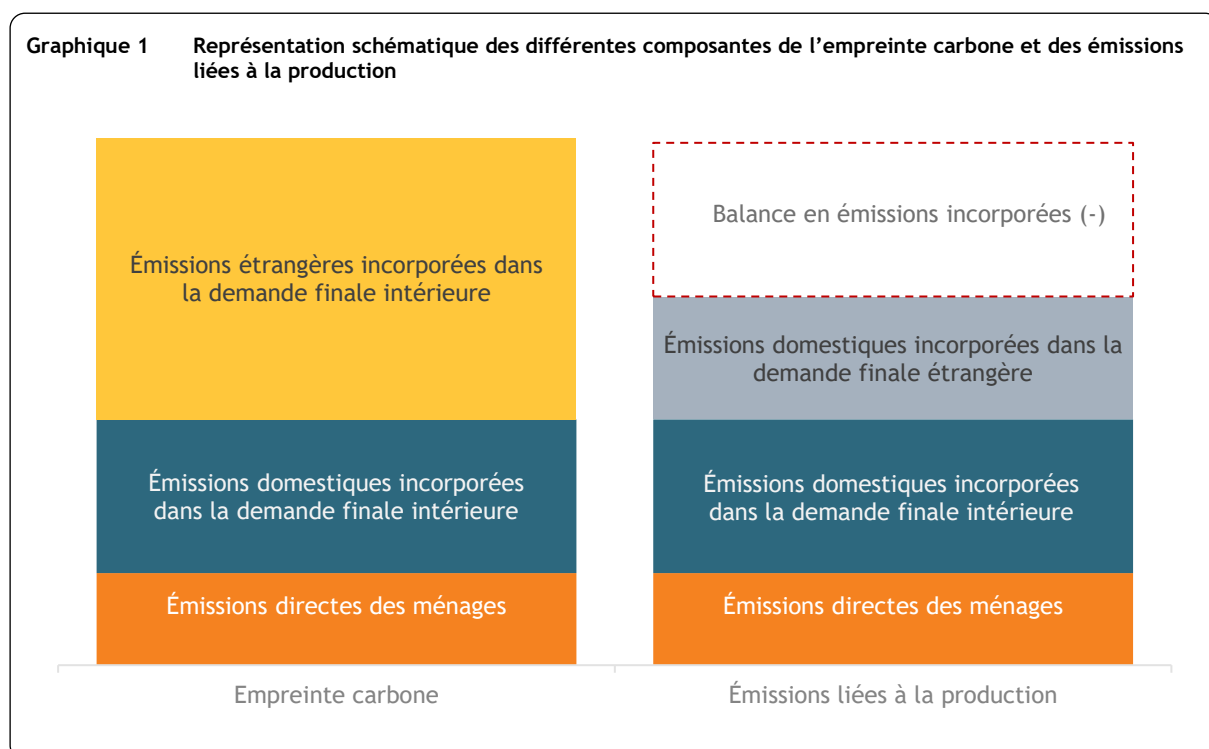 Graphique 1 Représentation schématique des différentes composantes de l’empreinte carbone et des émissions
liées à la production
Émissions étrangères incorporées dans
la demande finale intérieure
Émissions domestiques incorporées
dans la demande finale intérieure
Émissions directes des ménages
Balance en émissions incorporées (-)
Émissions domestiques incorporées dans la
demande finale étrangère
Émissions domestiques incorporées
dans la demande finale intérieure
Émissions directes des ménages
Empreinte carbone
Émissions liées à la production